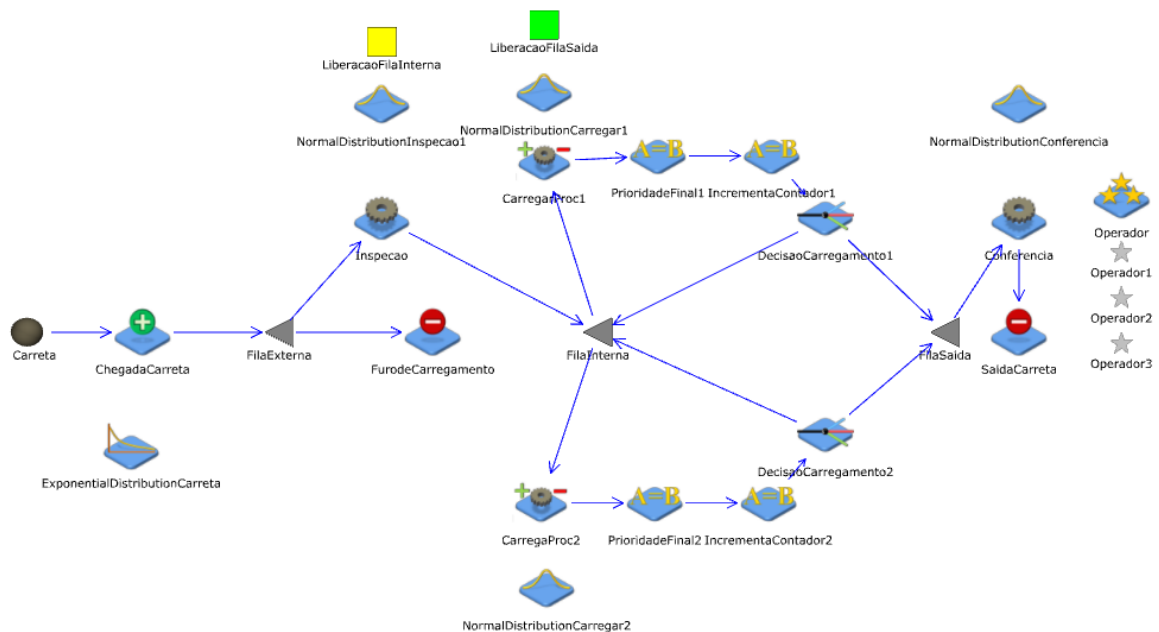 LiberacaoFilaSaida
LiberacaoFilaInterna
NormalDistributionCarregar1
NormalDistributionInspecao1
NormalDistributionConferencia
+ -
A=B
A=B
CarregarProc1
PrioridadeFinal1
IncrementaContador1
Operador
Inspecao
DecisaoCarregamento1
Conferencia
Operador1
Operador2
Carreta
ChegadaCarreta
FilaExterna
FurodeCarregamento
FilaInterna
FilaSaida
SaidaCarreta
Operador3
DecisaoCarregamento2
ExponentialDistributionCarreta
+ -
A=B
A=B
CarregaProc2
PrioridadeFinal2
IncrementaContador2
NormalDistributionCarregar2